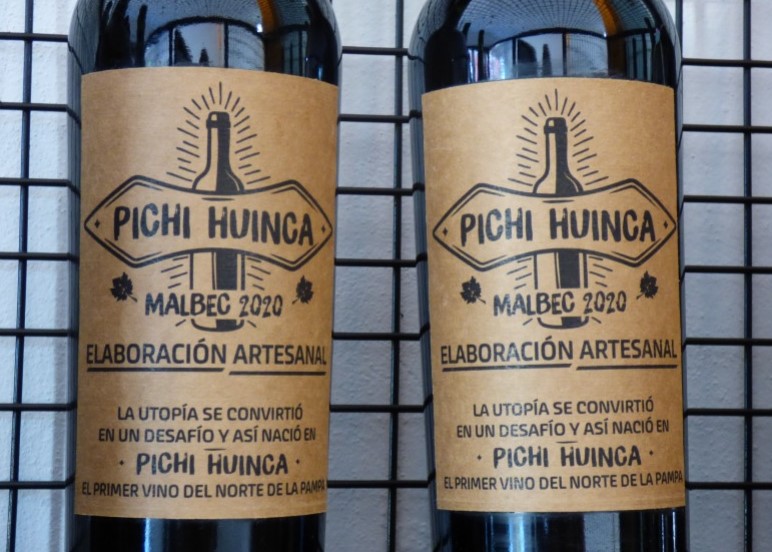 PICHI HUINCA
MALBEC 2020
ELABORACIÓN ARTESANAL
LA UTOPÍA SE CONVIRTIÓ
EN UN DESAFÍO Y ASÍ NACIÓ EN
· PICHI HUINCA ·
EL PRIMER VINO DEL NORTE DE LA PAMPA
PICHI HUINCA
MALBEC 2020
ELABORACIÓN ARTESANAL
LA UTOPÍA SE CONVIRTIÓ
EN UN DESAFÍO Y ASÍ NACIÓ EN
· PICHI HUINCA ·
EL PRIMER VINO DEL NORTE DE LA PAMPA